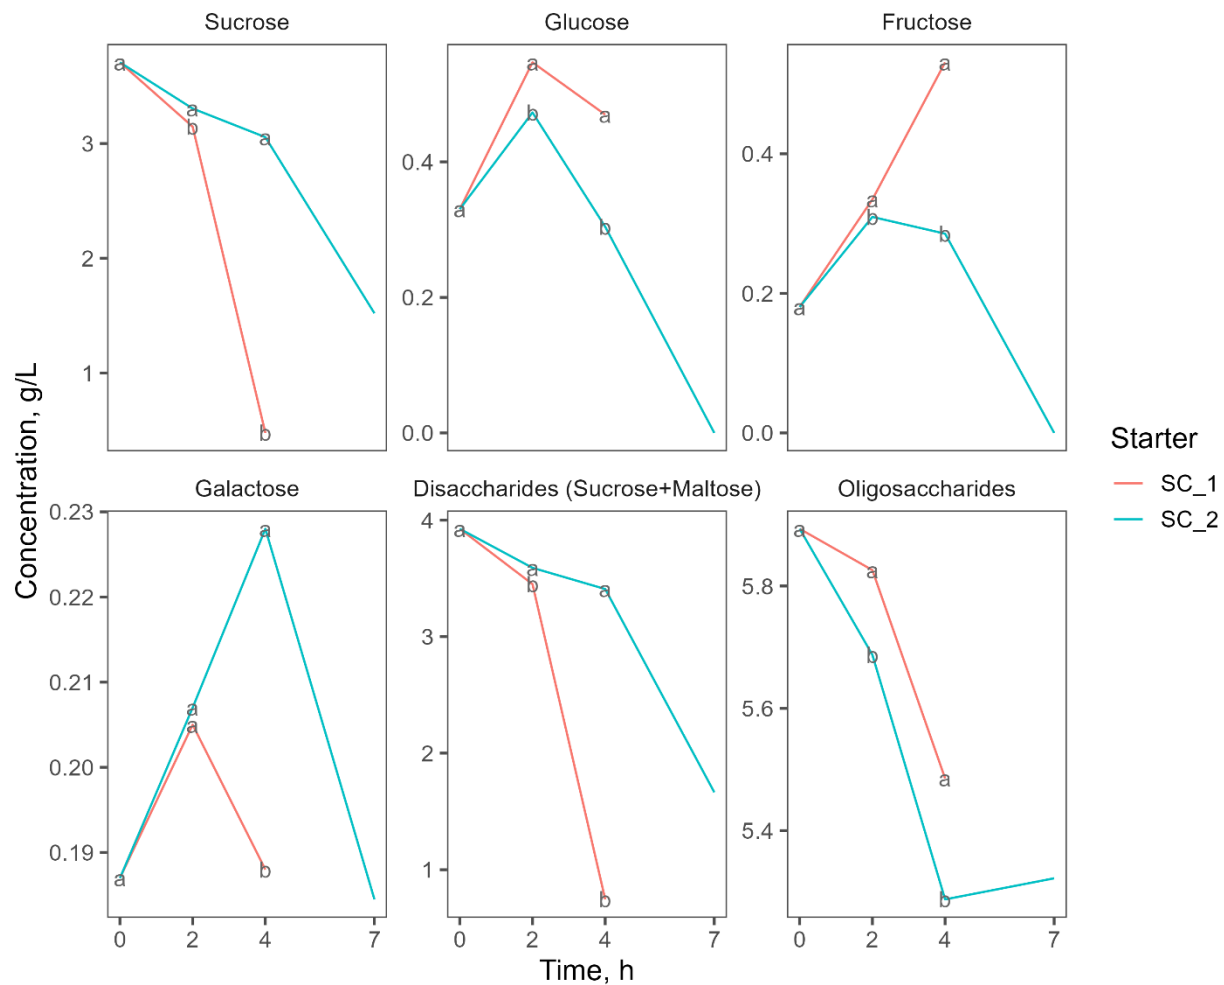 Sucrose
Glucose
Fructose
3
2
1
a
a
b
a
b
0.4
0.2
0.0
a
a
b
a
b
0.4
0.2
0.0
a
a
b
a
b
Concentration, g/L
Galactose
Disaccharides (Sucrose+Maltose)
Oligosaccharides
0.23
0.22
0.21
0.20
0.19
a
a
a
a
b
4
3
2
1
a
a
b
a
b
5.8
5.6
5.4
a
a
b
a
b
0 2 4 7
0 2 4 7
0 2 4 7
Time, h
Starter
SC_1
SC_2